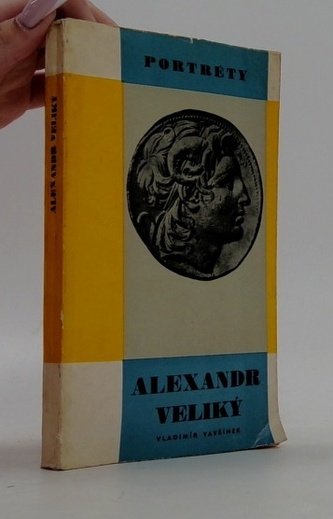 PORTRÉTY
ALEXANDR VELIKÝ
ALEXANDR
VELIKÝ
VLADIMÍR VAVŘÍNEK